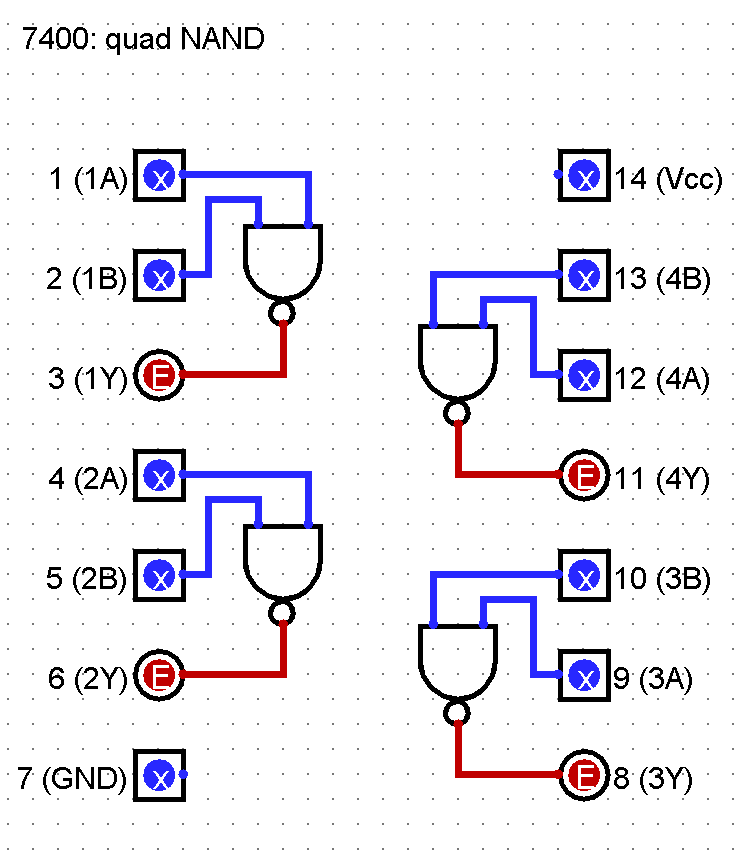 7400: quad NAND
1 (1A) x
x 14 (Vcc)
2 (1B) x
x 13 (4B)
3 (1Y) E
x 12 (4A)
4 (2A) x
E 11 (4Y)
5 (2B) x
x 10 (3B)
6 (2Y) E
x 9 (3A)
7 (GND) x
E 8 (3Y)